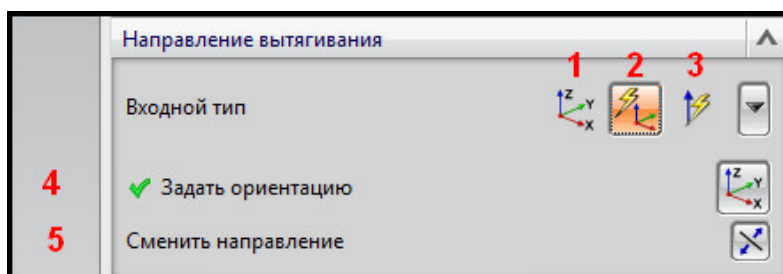 Направление вытягивания
1 2 3
Входной тип
Z Y X
4 Задать ориентацию Z Y X
5 Сменить направление